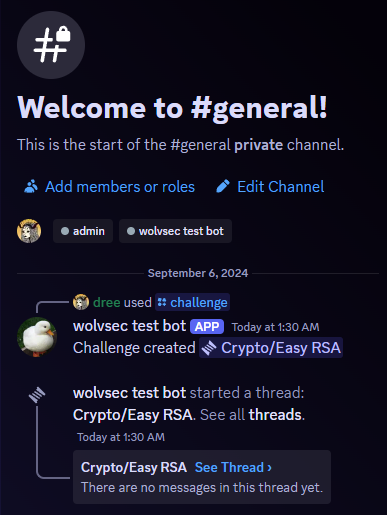 Welcome to #general!
This is the start of the #general private channel.
Add members or roles Edit Channel
admin wolvsec test bot
September 6, 2024
dree used challenge
wolvsec test bot APP Today at 1:30 AM
Challenge created Crypto/Easy RSA
wolvsec test bot started a thread:
Crypto/Easy RSA. See all threads.
Today at 1:30 AM
Crypto/Easy RSA See Thread ›
There are no messages in this thread yet.